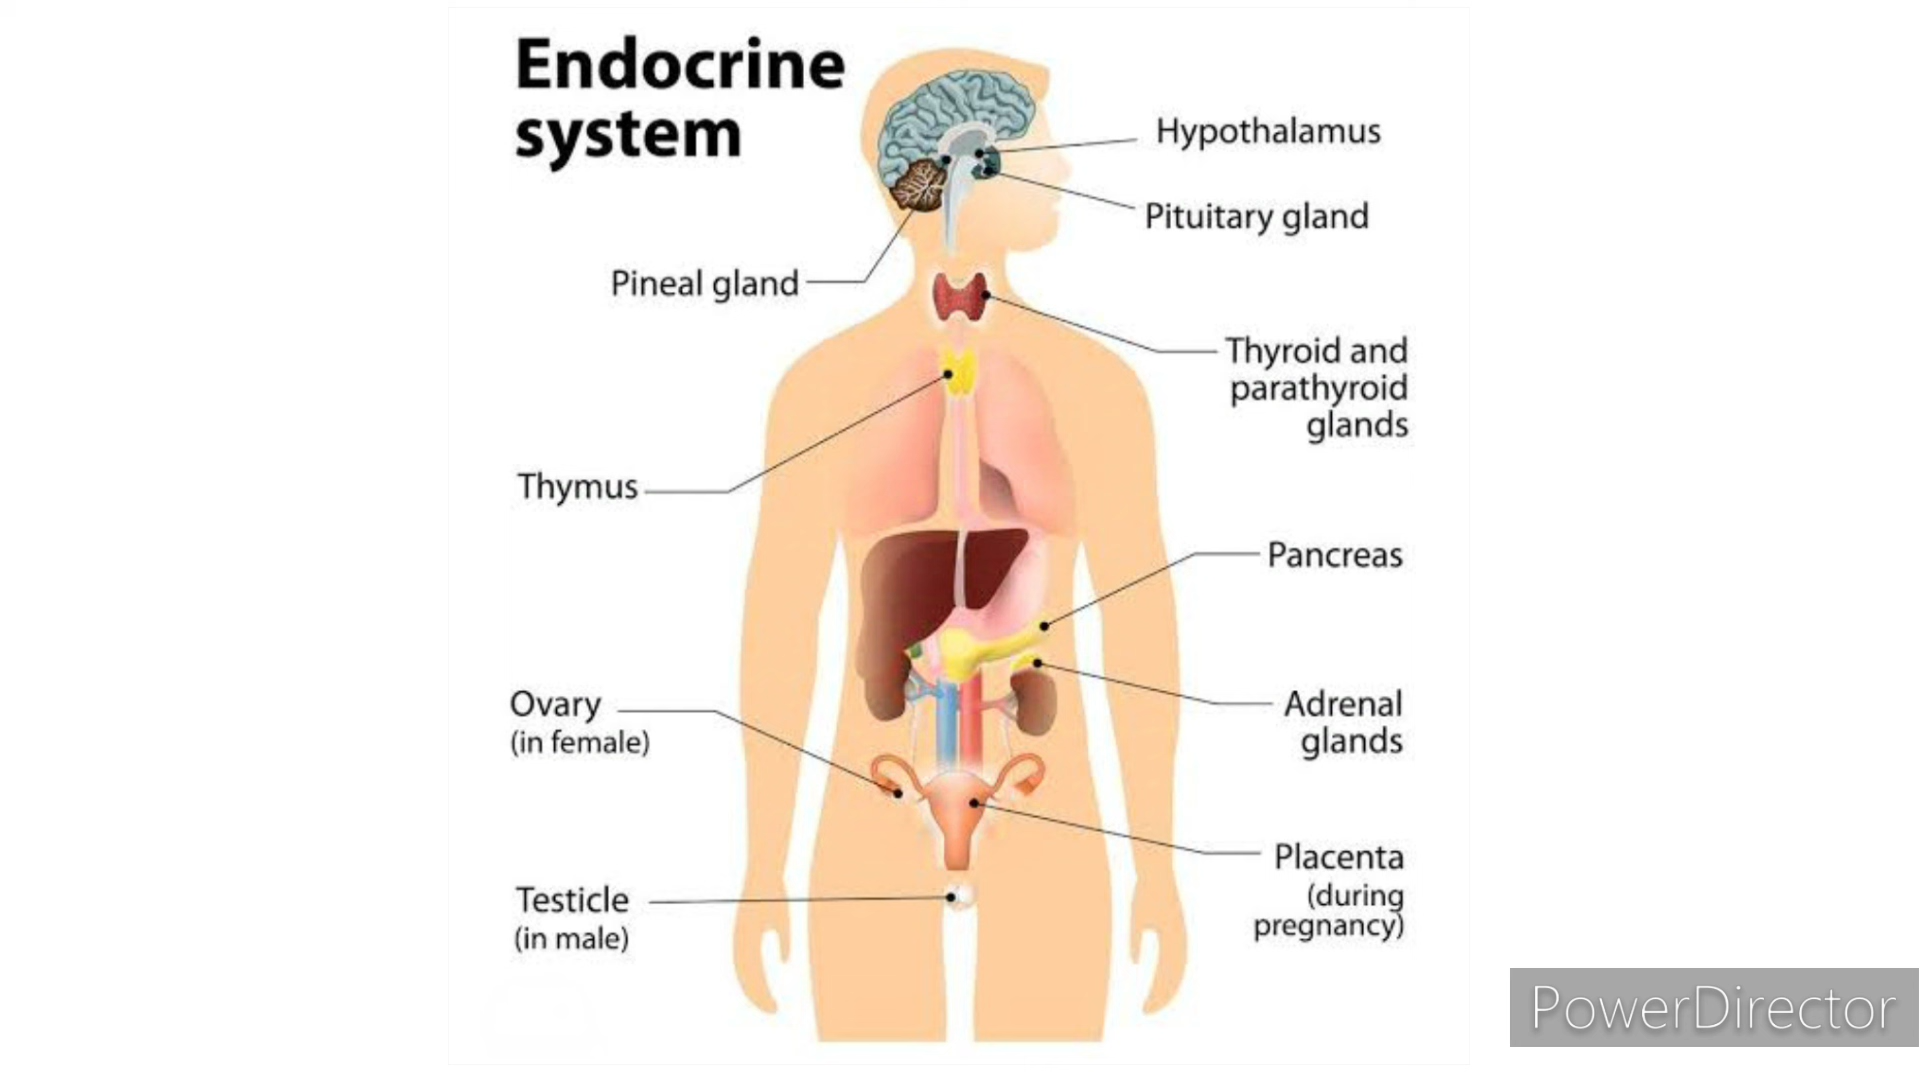 Endocrine
system
Hypothalamus
Pituitary gland
Pineal gland
Thyroid and
parathyroid
glands
Thymus
Pancreas
Ovary
(in female)
Adrenal
glands
Placenta
(during
pregnancy)
Testicle
(in male)
PowerDirector